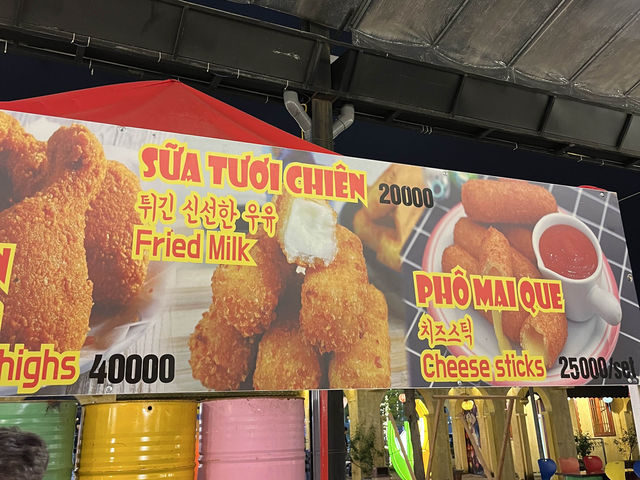 highs 40000
SỮA TƯƠI CHIÊN 20000
튀긴 신선한 우유
Fried Milk
PHÔ MAI QUE
치즈스틱
Cheese sticks 25000/set